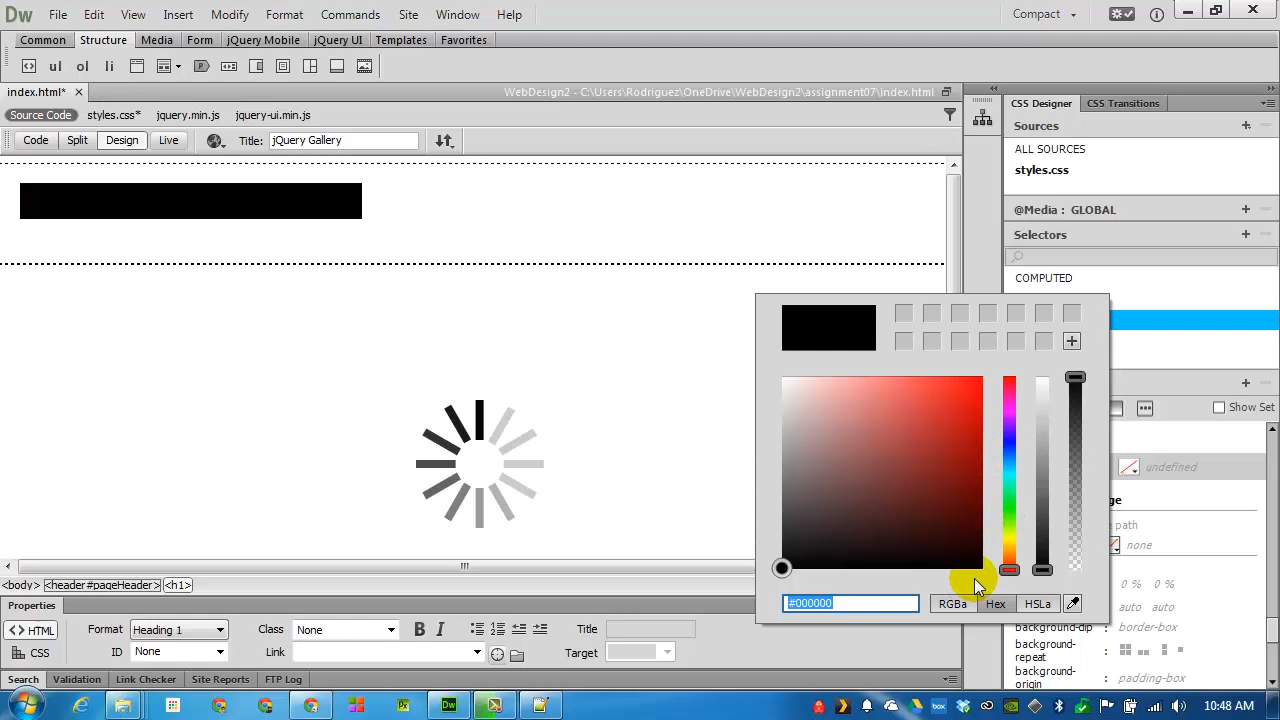 Dw File Edit View Insert Modify Format Commands Site Window Help Compact
Common Structure Media Form jQuery Mobile jQuery UI Templates Favorites
ul ol li
index.html* WebDesign2 - C:\Users\Rodriguez\OneDrive\WebDesign2\assignment07\index.html
Source Code styles.css* jquery.min.js jquery-ui.min.js
Code Split Design Live Title: jQuery Gallery
CSS Designer CSS Transitions
Sources
ALL SOURCES
styles.css
@Media : GLOBAL
Selectors
COMPUTED
Show Set
undefined
ge
e path
none
0 % 0 %
auto auto
background-clip : border-box
background-repeat :
background-origin : padding-box
#000000 RGBa Hex HSLa
<body> <header#pageHeader> <h1>
Properties
<> HTML Format Heading 1 Class None B I Title
CSS ID None Link Target
Search Validation Link Checker Site Reports FTP Log
Dw box 10:48 AM